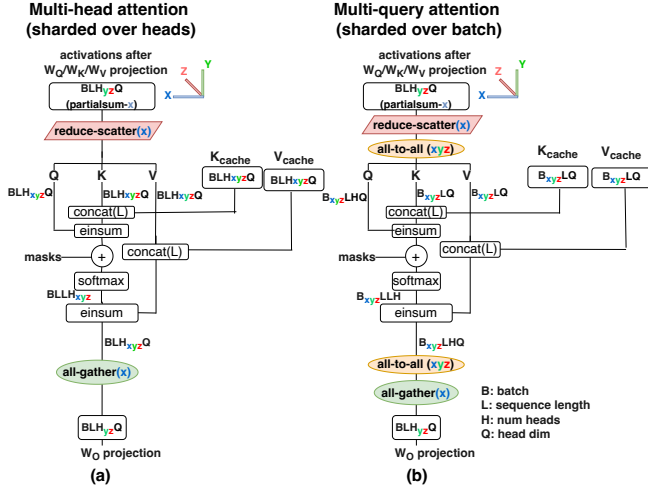 Multi-head attention
(sharded over heads)
activations after
WQ/WK/WV projection
BLHyzQ
(partialsum-x)
X
Z
Y
reduce-scatter(x)
Q
K
V
BLHxyzQ
BLHxyzQ
BLHxyzQ
Kcache
Vcache
BLHxyzQ
BLHxyzQ
concat(L)
einsum
masks
+
concat(L)
softmax
BLLHxyz
einsum
BLHxyzQ
all-gather(x)
BLHyzQ
WO projection
(a)
Multi-query attention
(sharded over batch)
activations after
WQ/WK/WV projection
BLHyzQ
(partialsum-x)
X
Z
Y
reduce-scatter(x)
all-to-all (xyz)
Q
K
V
BxyzLHQ
BxyzLQ
BxyzLQ
Kcache
Vcache
BxyzLQ
BxyzLQ
concat(L)
einsum
masks
+
concat(L)
softmax
BxyzLLH
einsum
BxyzLHQ
all-to-all (xyz)
all-gather(x)
BLHyzQ
WO projection
(b)
B: batch
L: sequence length
H: num heads
Q: head dim